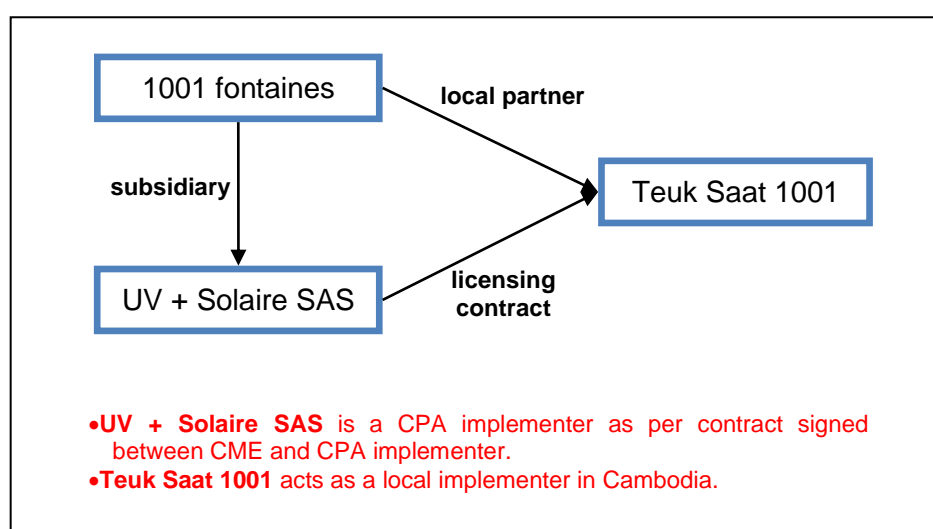 1001 fontaines
local partner
subsidiary
Teuk Saat 1001
UV + Solaire SAS
licensing
contract
•UV + Solaire SAS is a CPA implementer as per contract signed
between CME and CPA implementer.
•Teuk Saat 1001 acts as a local implementer in Cambodia.